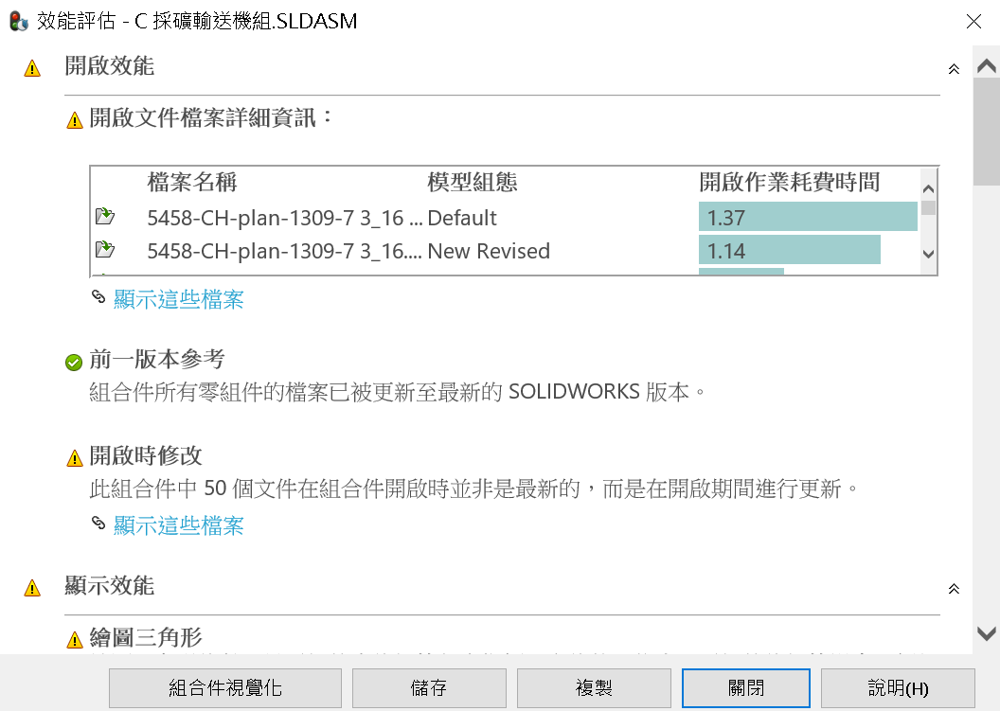 效能評估 - C 採礦輸送機組.SLDASM
開啟效能
開啟文件檔案詳細資訊：
檔案名稱 模型組態 開啟作業耗費時間
5458-CH-plan-1309-7 3_16 ... Default 1.37
5458-CH-plan-1309-7 3_16.... New Revised 1.14
顯示這些檔案
前一版本參考
組合件所有零組件的檔案已被更新至最新的 SOLIDWORKS 版本。
開啟時修改
此組合件中 50 個文件在組合件開啟時並非是最新的，而是在開啟期間進行更新。
顯示這些檔案
顯示效能
繪圖三角形
組合件視覺化 儲存 複製 關閉 說明(H)